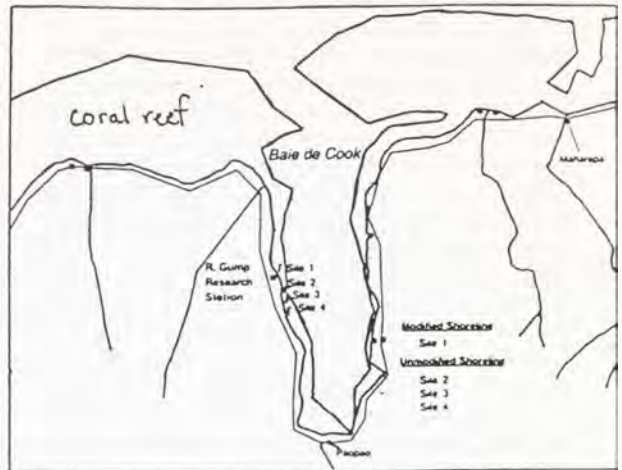 coral reef
Baie de Cook
Maharepa
R. Gump
Research
Station
Site 1
Site 2
Site 3
Site 4
Modified Shoreline
Site 1
Unmodified Shoreline
Site 2
Site 3
Site 4
Paopao